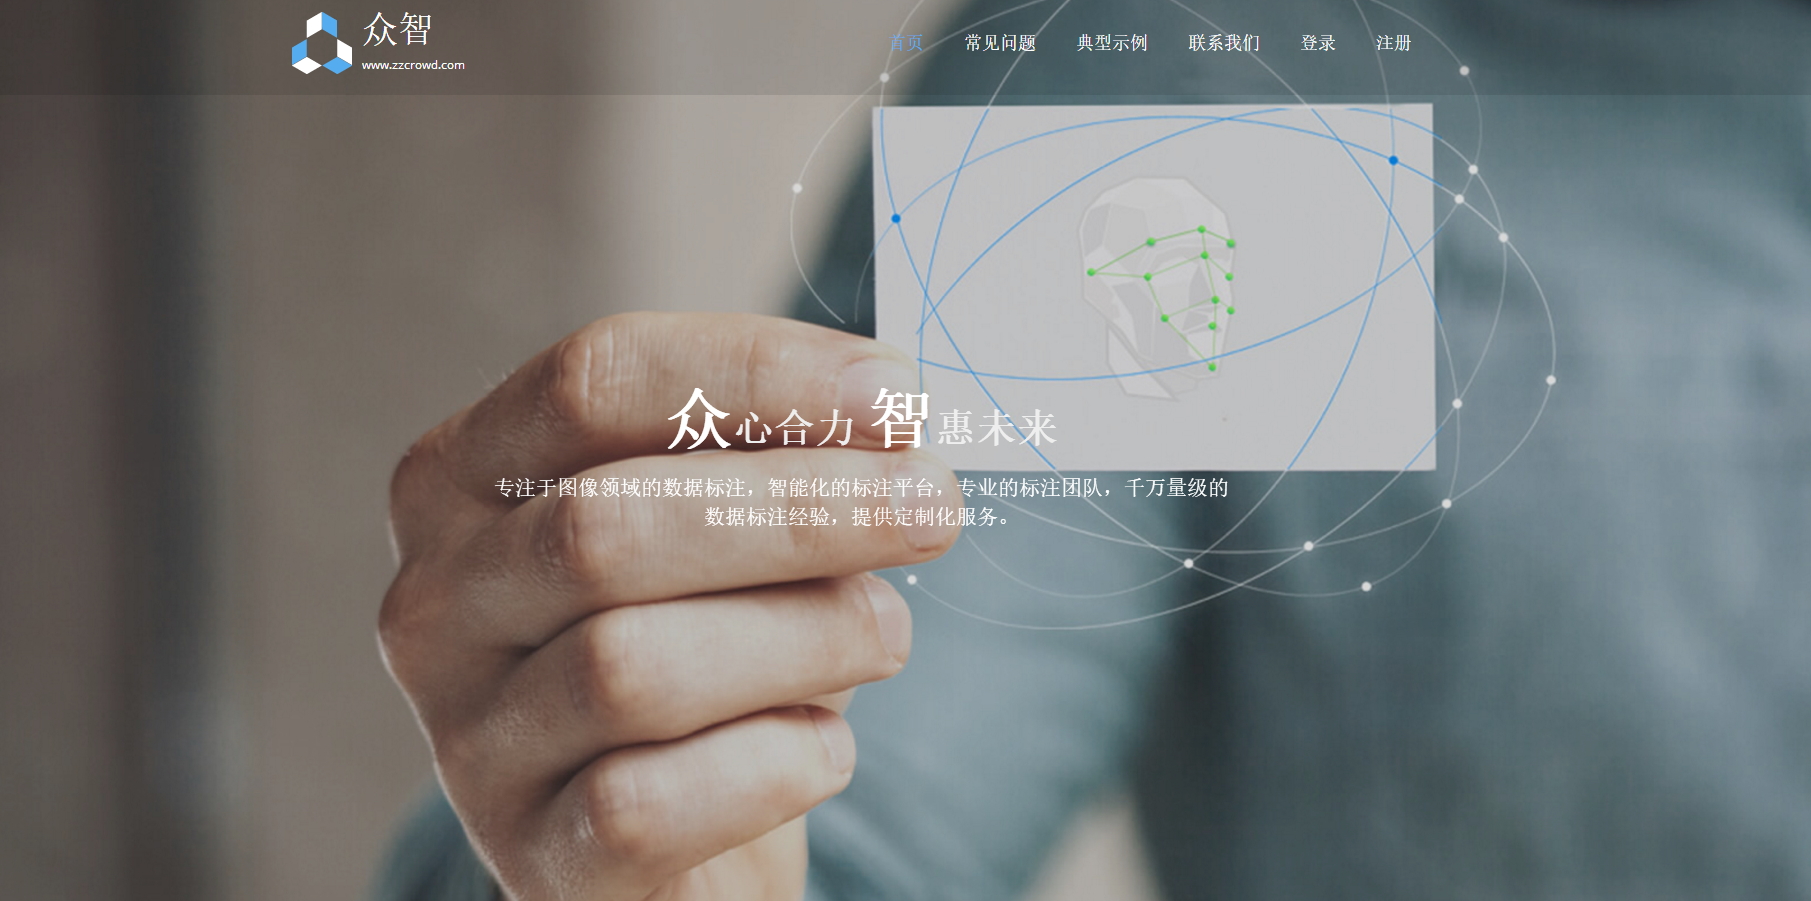 众智
www.zzcrowd.com
首页 常见问题 典型示例 联系我们 登录 注册
众心合力 智惠未来
专注于图像领域的数据标注，智能化的标注平台，专业的标注团队，千万量级的
数据标注经验，提供定制化服务。